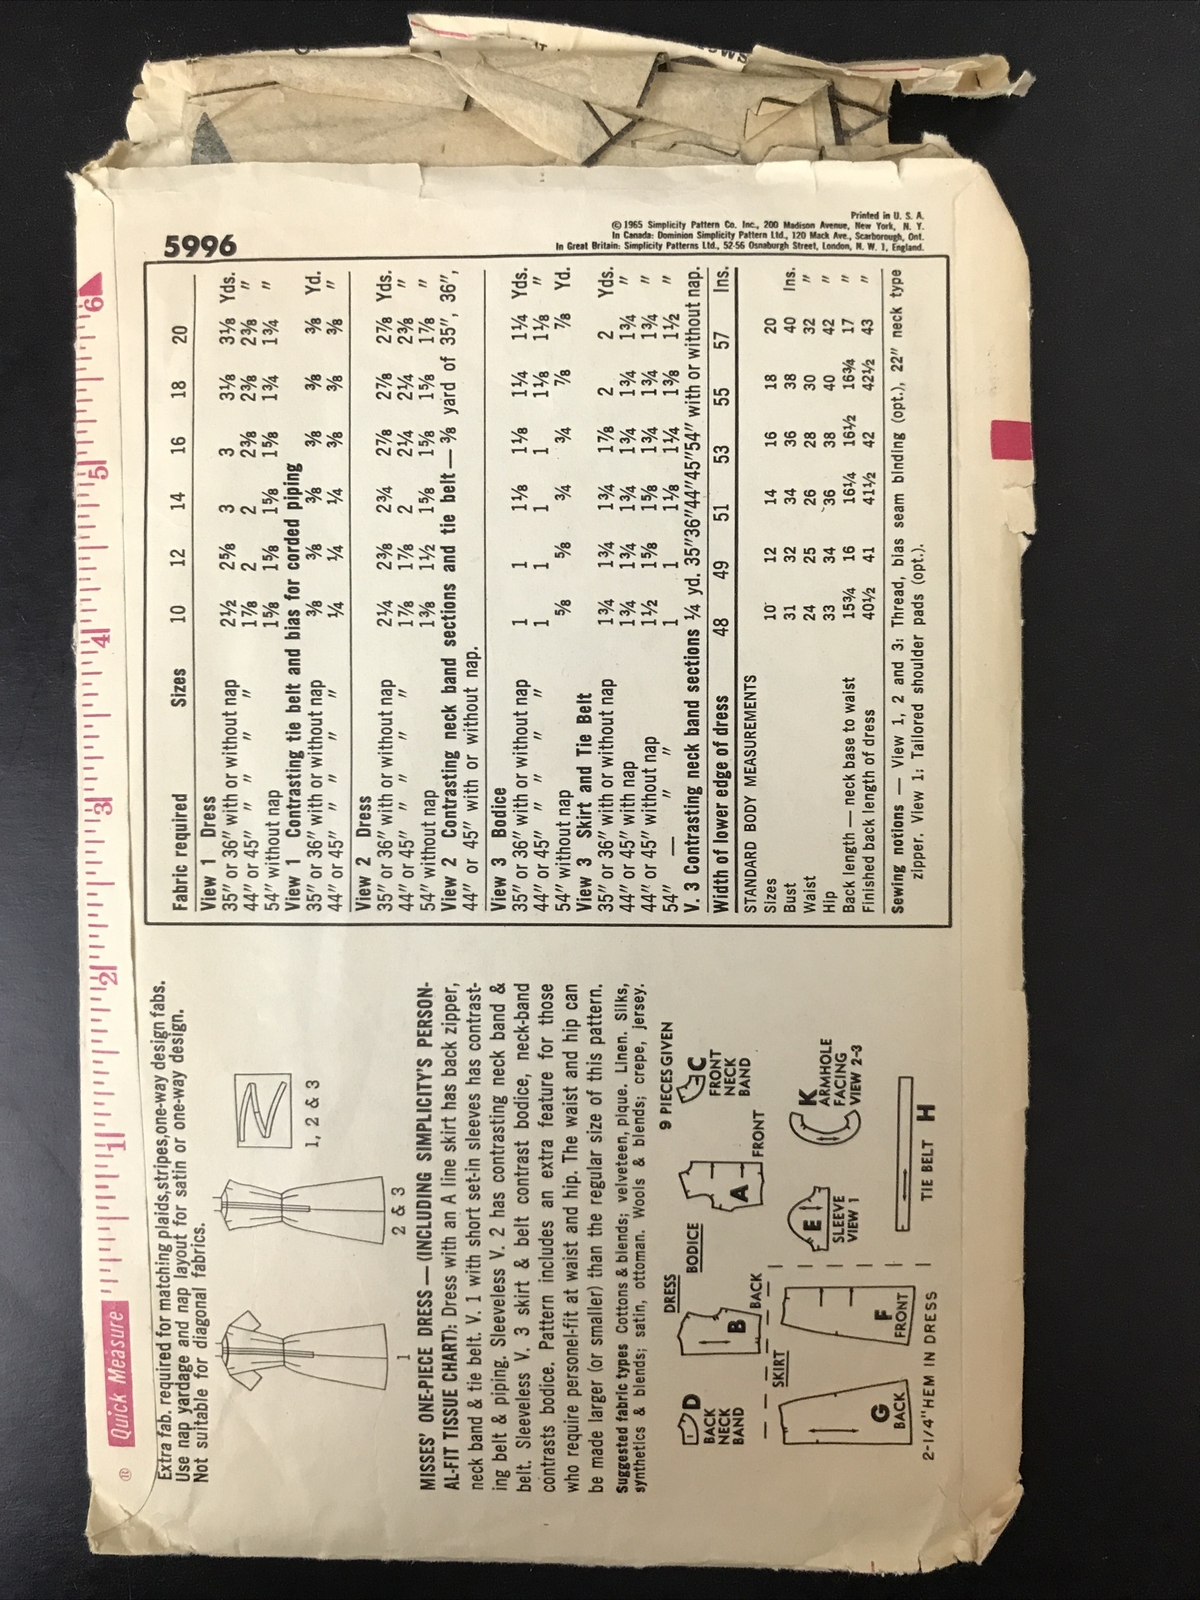 Quick Measure
1 2 3 4 5 6
Extra fab. required for matching plaids,stripes,one-way design fabs.
Use nap yardage and nap layout for satin or one-way design.
Not suitable for diagonal fabrics.
1
2 & 3
1, 2 & 3
MISSES' ONE-PIECE DRESS — (INCLUDING SIMPLICITY'S PERSON-
AL-FIT TISSUE CHART): Dress with an A line skirt has back zipper,
neck band & tie belt. V. 1 with short set-in sleeves has contrast-
ing belt & piping. Sleeveless V. 2 has contrasting neck band &
belt. Sleeveless V. 3 skirt & belt contrast bodice, neck-band
contrasts bodice. Pattern includes an extra feature for those
who require personel-fit at waist and hip. The waist and hip can
be made larger (or smaller) than the regular size of this pattern.
Suggested fabric types Cottons & blends; velveteen, pique. Linen. Silks,
synthetics & blends; satin, ottoman. Wools & blends; crepe, jersey.
9 PIECES GIVEN
DRESS
BODICE
D
BACK
NECK
BAND
B
BACK
A
FRONT
C
FRONT
NECK
BAND
SKIRT
G
BACK
F
FRONT
E
SLEEVE
VIEW 1
K
ARMHOLE
FACING
VIEW 2-3
TIE BELT H
2-1/4" HEM IN DRESS
5996
Printed in U. S. A.
© 1965 Simplicity Pattern Co. Inc., 200 Madison Avenue, New York, N. Y.
In Canada: Dominion Simplicity Pattern Ltd., 120 Mack Ave., Scarborough, Ont.
In Great Britain: Simplicity Patterns Ltd., 52-56 Osnaburgh Street, London, N. W. 1, England.
Fabric required Sizes 10 12 14 16 18 20
View 1 Dress
35" or 36" with or without nap 2½ 2⅝ 3 3 3⅛ 3⅛ Yds.
44" or 45" " " " " 1⅞ 2 2 2⅜ 2⅜ 2⅜ "
54" without nap 1⅝ 1⅝ 1⅝ 1⅝ 1¾ 1¾ "
View 1 Contrasting tie belt and bias for corded piping
35" or 36" with or without nap ⅜ ⅜ ⅜ ⅜ ⅜ ⅜ Yd.
44" or 45" " " " " ¼ ¼ ¼ ⅜ ⅜ ⅜ "
View 2 Dress
35" or 36" with or without nap 2¼ 2⅜ 2¾ 2⅞ 2⅞ 2⅞ Yds.
44" or 45" " " " " 1⅞ 1⅞ 2 2¼ 2¼ 2⅜ "
54" without nap 1⅜ 1½ 1⅝ 1⅝ 1⅝ 1⅞ "
View 2 Contrasting neck band sections and tie belt — ⅜ yard of 35", 36",
44" or 45" with or without nap.
View 3 Bodice
35" or 36" with or without nap 1 1 1⅛ 1⅛ 1¼ 1¼ Yds.
44" or 45" " " " " 1 1 1 1 1⅛ 1⅛ "
54" without nap ⅝ ⅝ ¾ ¾ ⅞ ⅞ Yd.
View 3 Skirt and Tie Belt
35" or 36" with or without nap 1¾ 1¾ 1¾ 1⅞ 2 2 Yds.
44" or 45" with nap 1¾ 1¾ 1¾ 1¾ 1¾ 1¾ "
44" or 45" without nap 1½ 1⅝ 1⅝ 1¾ 1¾ 1¾ "
54" — " " 1 1 1⅛ 1¼ 1⅜ 1½ "
V. 3 Contrasting neck band sections ¼ yd. 35"36"44"45"54" with or without nap.
Width of lower edge of dress 48 49 51 53 55 57 Ins.
STANDARD BODY MEASUREMENTS
Sizes 10 12 14 16 18 20
Bust 31 32 34 36 38 40 Ins.
Waist 24 25 26 28 30 32 "
Hip 33 34 36 38 40 42 "
Back length — neck base to waist 15¾ 16 16¼ 16½ 16¾ 17 "
Finished back length of dress 40½ 41 41½ 42 42½ 43 "
Sewing notions — View 1, 2 and 3: Thread, bias seam binding (opt.), 22" neck type
zipper. View 1: Tailored shoulder pads (opt.).